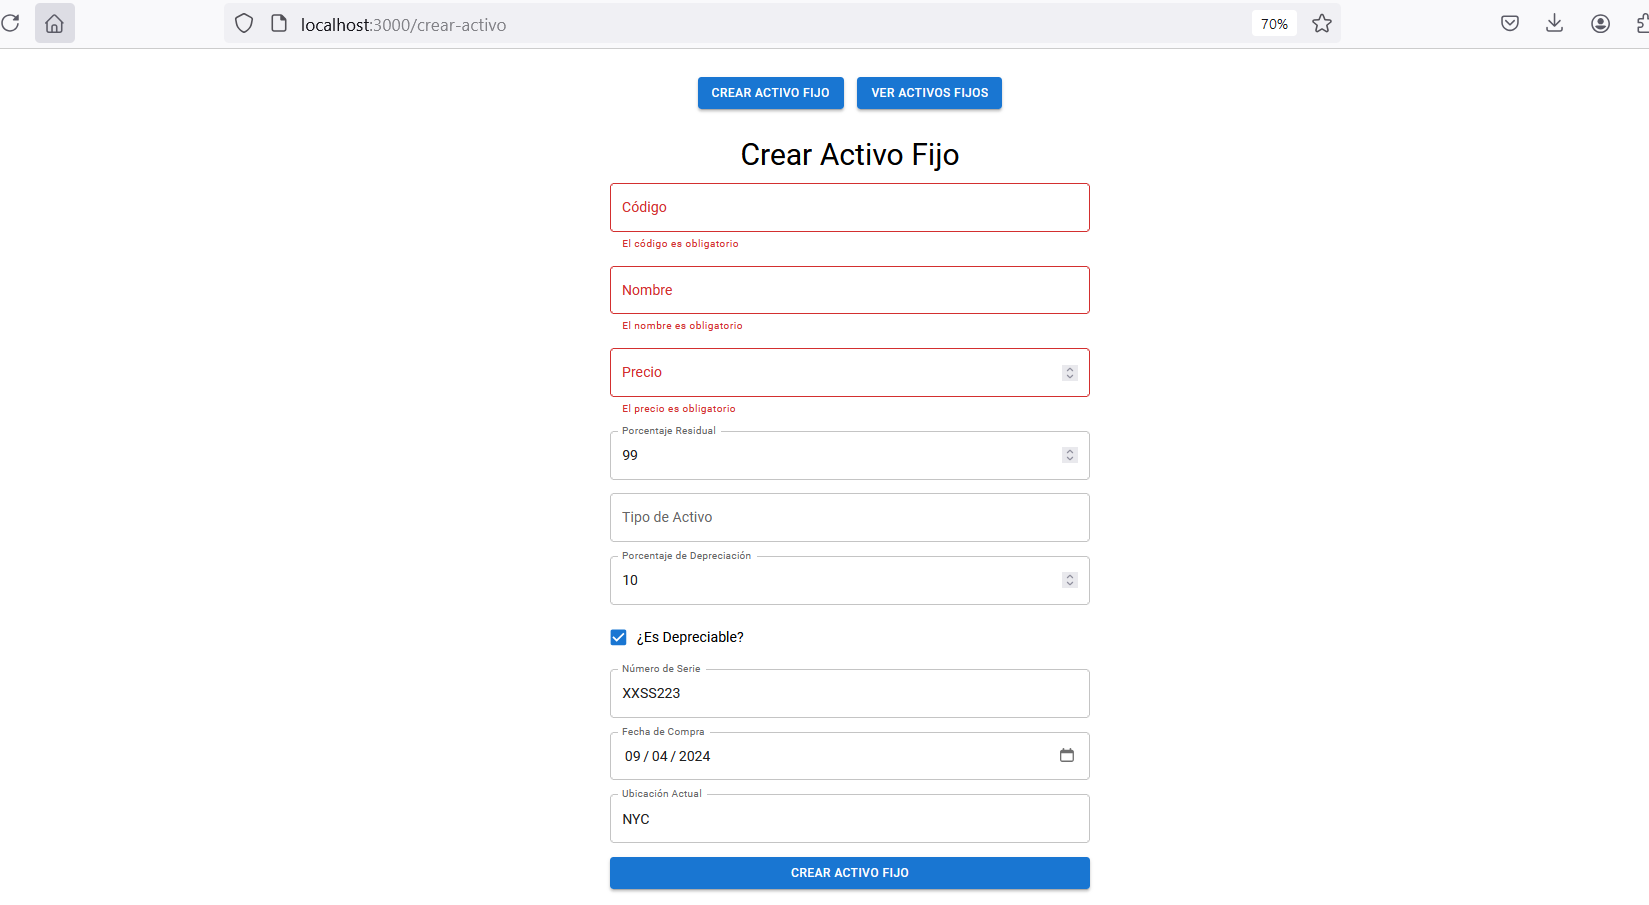 localhost:3000/crear-activo
70%
CREAR ACTIVO FIJO
VER ACTIVOS FIJOS
Crear Activo Fijo
Código
El código es obligatorio
Nombre
El nombre es obligatorio
Precio
El precio es obligatorio
Porcentaje Residual
99
Tipo de Activo
Porcentaje de Depreciación
10
¿Es Depreciable?
Número de Serie
XXSS223
Fecha de Compra
09 / 04 / 2024
Ubicación Actual
NYC
CREAR ACTIVO FIJO